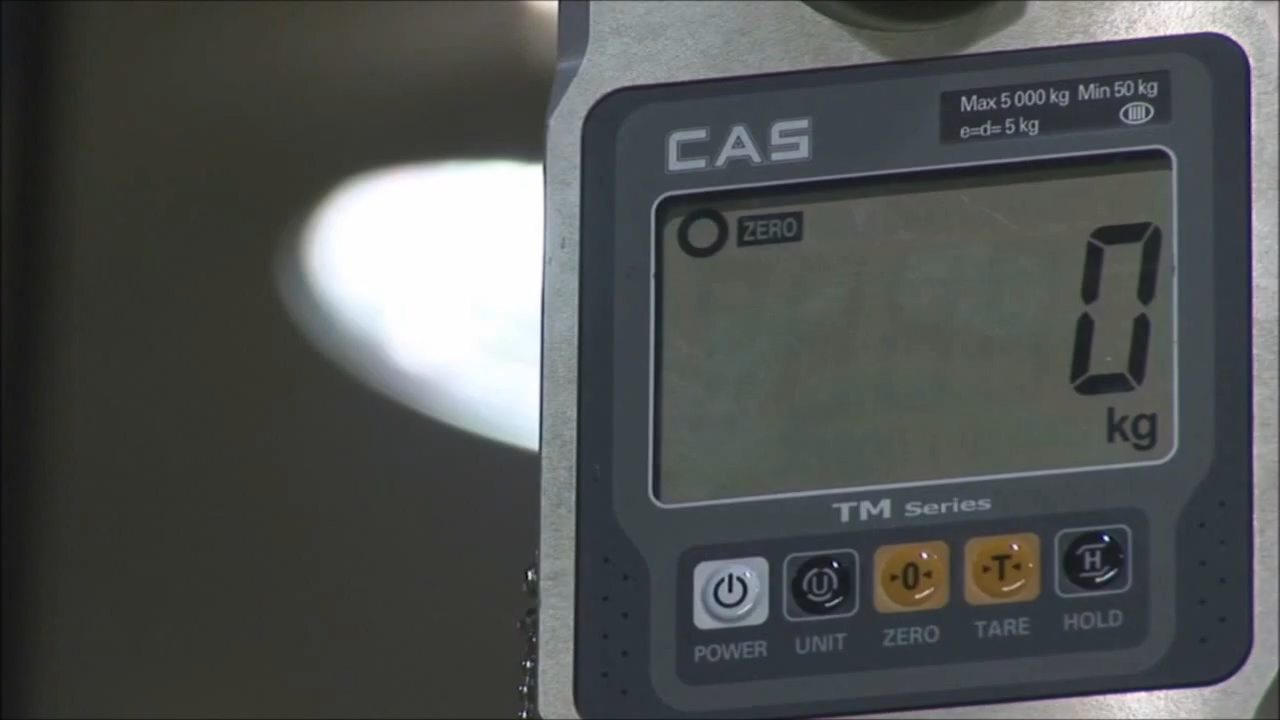 Max 5 000 kg Min 50 kg
e=d= 5 kg
CAS
ZERO
0
kg
TM Series
0 T H
U
POWER UNIT ZERO TARE HOLD